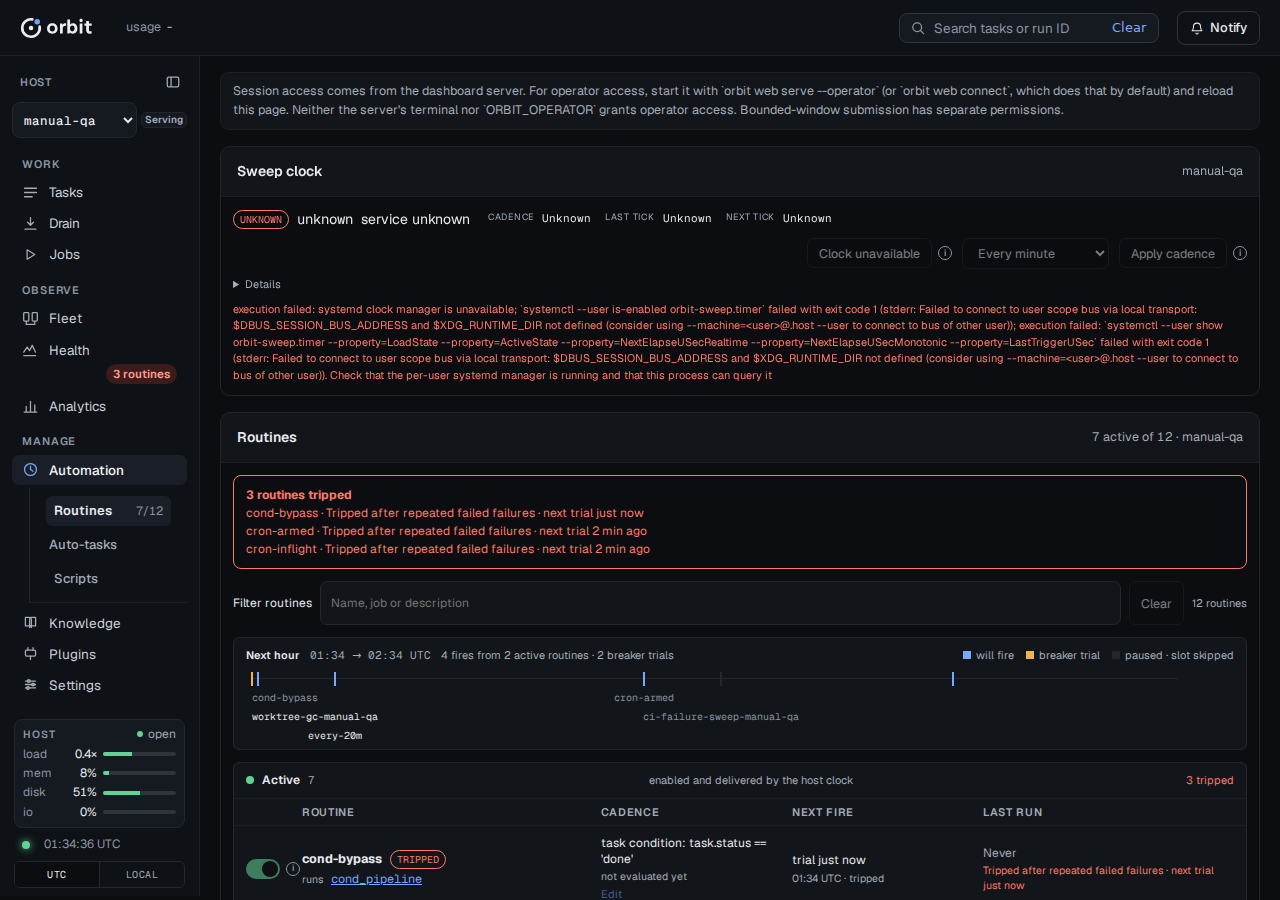 orbit
usage -
Search tasks or run ID
Clear
Notify
HOST
manual-qa
Serving
WORK
Tasks
Drain
Jobs
OBSERVE
Fleet
Health
3 routines
Analytics
MANAGE
Automation
Routines 7/12
Auto-tasks
Scripts
Knowledge
Plugins
Settings
HOST open
load 0.4×
mem 8%
disk 51%
io 0%
01:34:36 UTC
UTC LOCAL
Session access comes from the dashboard server. For operator access, start it with `orbit web serve --operator` (or `orbit web connect`, which does that by default) and reload
this page. Neither the server's terminal nor `ORBIT_OPERATOR` grants operator access. Bounded-window submission has separate permissions.
Sweep clock manual-qa
UNKNOWN unknown service unknown CADENCE Unknown LAST TICK Unknown NEXT TICK Unknown
Clock unavailable Every minute Apply cadence
Details
execution failed: systemd clock manager is unavailable; `systemctl --user is-enabled orbit-sweep.timer` failed with exit code 1 (stderr: Failed to connect to user scope bus via local transport:
$DBUS_SESSION_BUS_ADDRESS and $XDG_RUNTIME_DIR not defined (consider using --machine=<user>@.host --user to connect to bus of other user)); execution failed: `systemctl --user show
orbit-sweep.timer --property=LoadState --property=ActiveState --property=NextElapseUSecRealtime --property=NextElapseUSecMonotonic --property=LastTriggerUSec` failed with exit code 1
(stderr: Failed to connect to user scope bus via local transport: $DBUS_SESSION_BUS_ADDRESS and $XDG_RUNTIME_DIR not defined (consider using --machine=<user>@.host --user to connect to
bus of other user)). Check that the per-user systemd manager is running and that this process can query it
Routines 7 active of 12 · manual-qa
3 routines tripped
cond-bypass · Tripped after repeated failed failures · next trial just now
cron-armed · Tripped after repeated failed failures · next trial 2 min ago
cron-inflight · Tripped after repeated failed failures · next trial 2 min ago
Filter routines Name, job or description Clear 12 routines
Next hour 01:34 → 02:34 UTC 4 fires from 2 active routines · 2 breaker trials will fire breaker trial paused · slot skipped
cond-bypass cron-armed
worktree-gc-manual-qa ci-failure-sweep-manual-qa
every-20m
Active 7 enabled and delivered by the host clock 3 tripped
ROUTINE CADENCE NEXT FIRE LAST RUN
cond-bypass TRIPPED
runs cond_pipeline
task condition: task.status ==
'done'
not evaluated yet
Edit
trial just now
01:34 UTC · tripped
Never
Tripped after repeated failed failures · next trial
just now